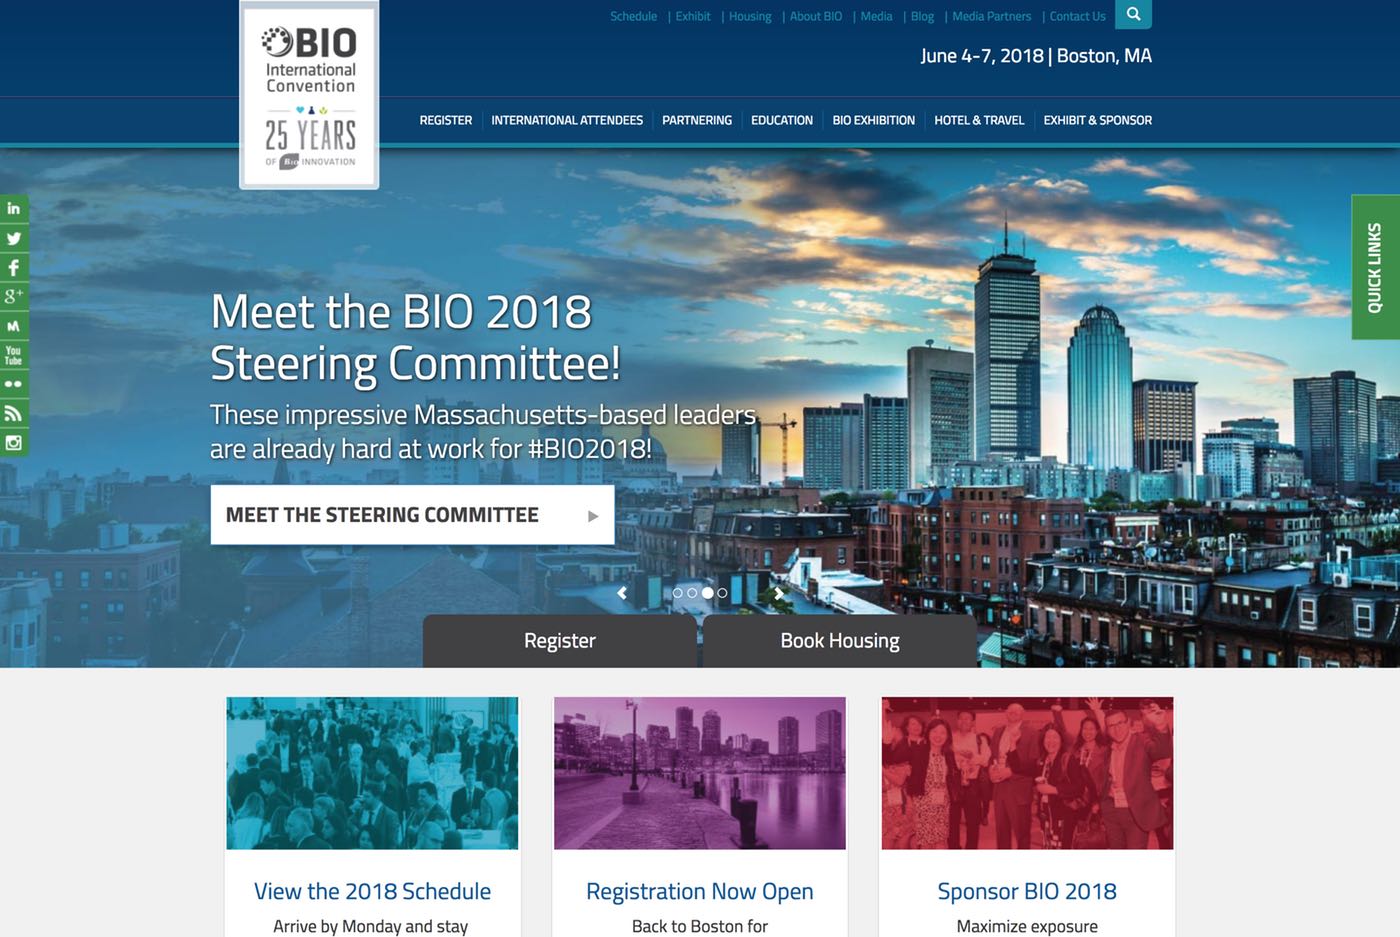 BIO
International
Convention
25 YEARS
OF BIO INNOVATION
Schedule | Exhibit | Housing | About BIO | Media | Blog | Media Partners | Contact Us
June 4-7, 2018 | Boston, MA
REGISTER INTERNATIONAL ATTENDEES PARTNERING EDUCATION BIO EXHIBITION HOTEL & TRAVEL EXHIBIT & SPONSOR
in
f
g+
You
Tube
QUICK LINKS
Meet the BIO 2018
Steering Committee!
These impressive Massachusetts-based leaders
are already hard at work for #BIO2018!
MEET THE STEERING COMMITTEE
Register
Book Housing
View the 2018 Schedule
Arrive by Monday and stay
Registration Now Open
Back to Boston for
Sponsor BIO 2018
Maximize exposure